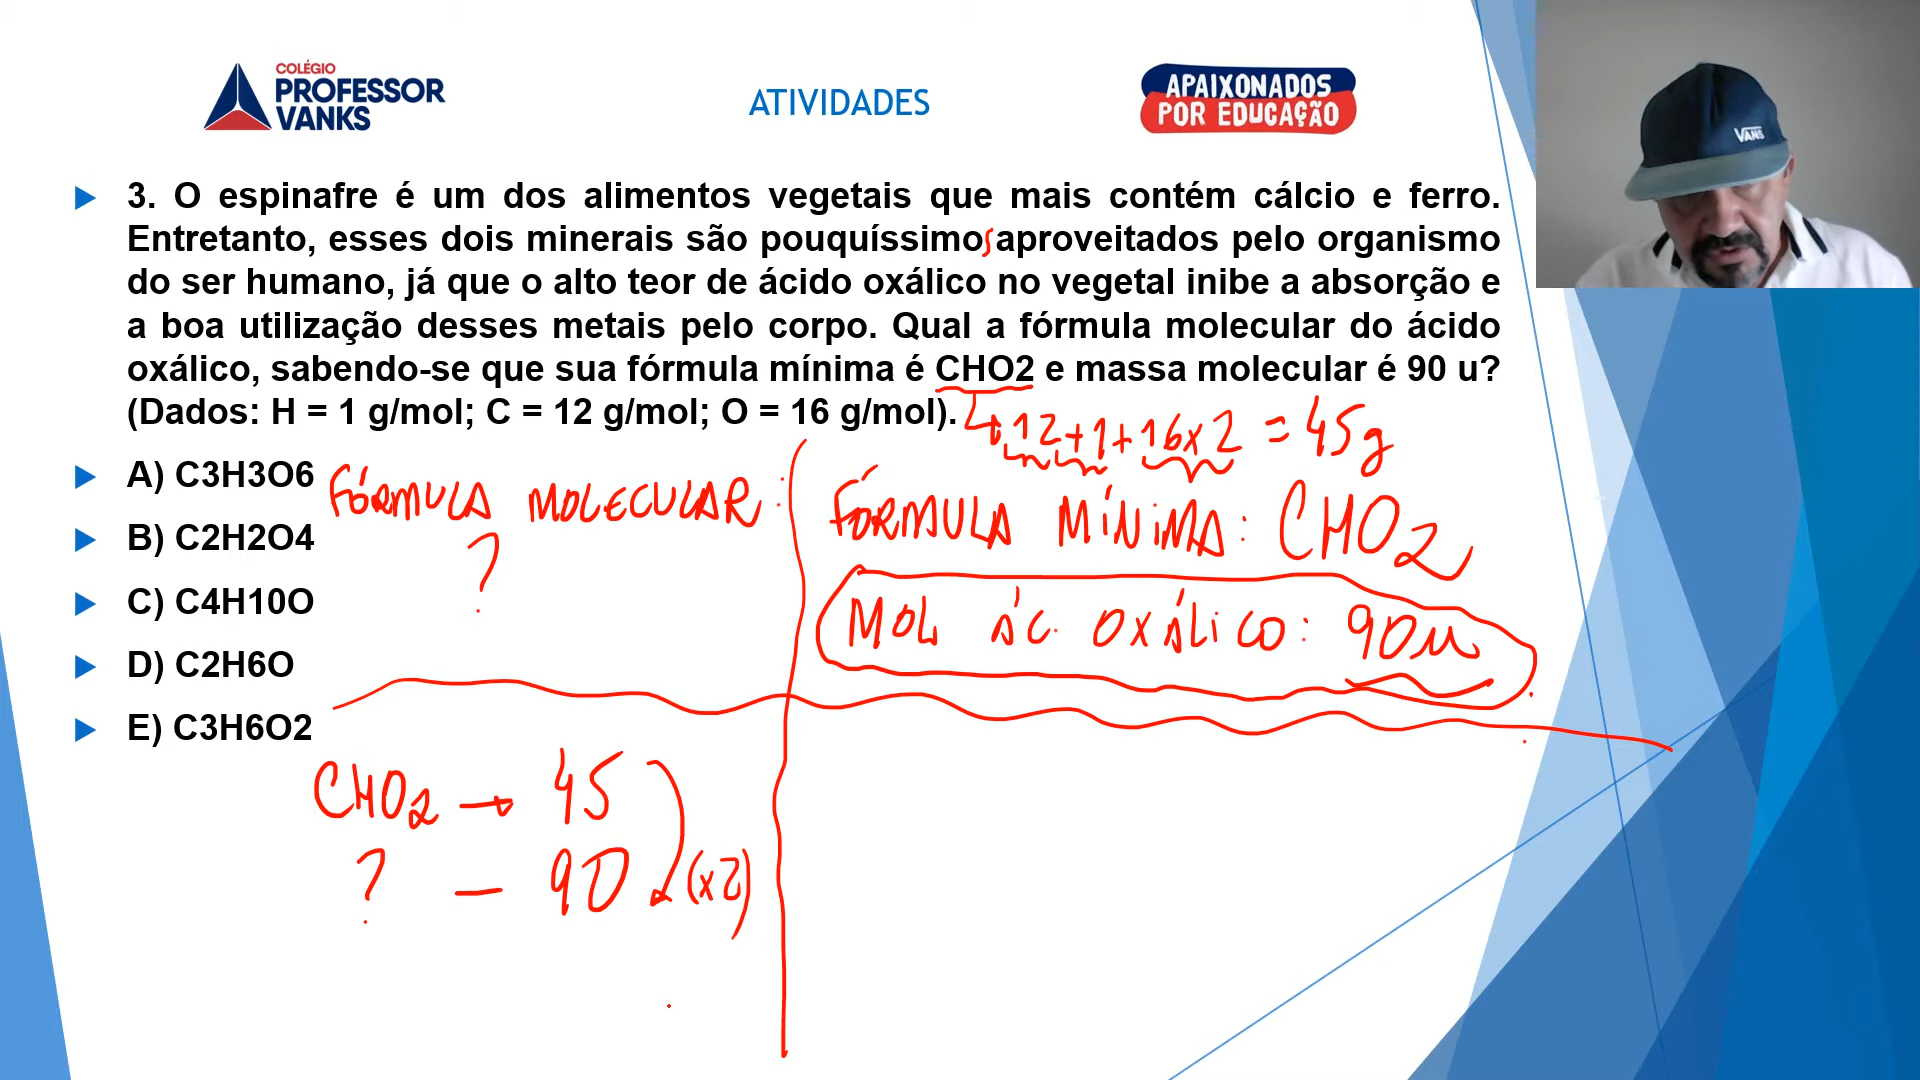 COLÉGIO
PROFESSOR
VANKS
ATIVIDADES
APAIXONADOS
POR EDUCAÇÃO
VANS
3. O espinafre é um dos alimentos vegetais que mais contém cálcio e ferro.
Entretanto, esses dois minerais são pouquíssimos aproveitados pelo organismo
do ser humano, já que o alto teor de ácido oxálico no vegetal inibe a absorção e
a boa utilização desses metais pelo corpo. Qual a fórmula molecular do ácido
oxálico, sabendo-se que sua fórmula mínima é CHO2 e massa molecular é 90 u?
(Dados: H = 1 g/mol; C = 12 g/mol; O = 16 g/mol).
12+1+16x2 = 45g
A) C3H3O6
B) C2H2O4
C) C4H10O
D) C2H6O
E) C3H6O2
FÓRMULA MOLECULAR:
?
FÓRMULA MÍNIMA: CHO2
MOL ÁC. OXÁLICO: 90u
CHO2 → 45
? — 90 (x2)